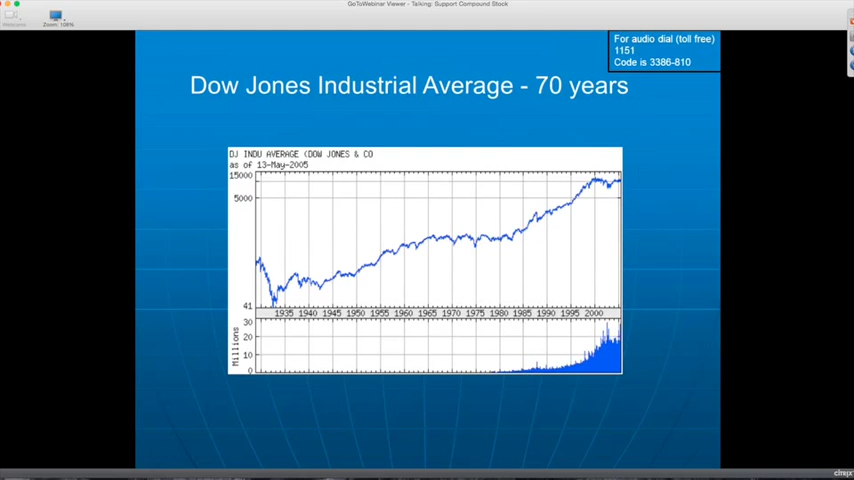 GoToWebinar Viewer - Talking: Support Compound Stock
Zoom: 108%
For audio dial (toll free)
1151
Code is 3386-810
Dow Jones Industrial Average - 70 years
DJ INDU AVERAGE (DOW JONES & CO
as of 13-May-2005
15000
5000
41
1935 1940 1945 1950 1955 1960 1965 1970 1975 1980 1985 1990 1995 2000
30
20
10
0
Millions
citrix